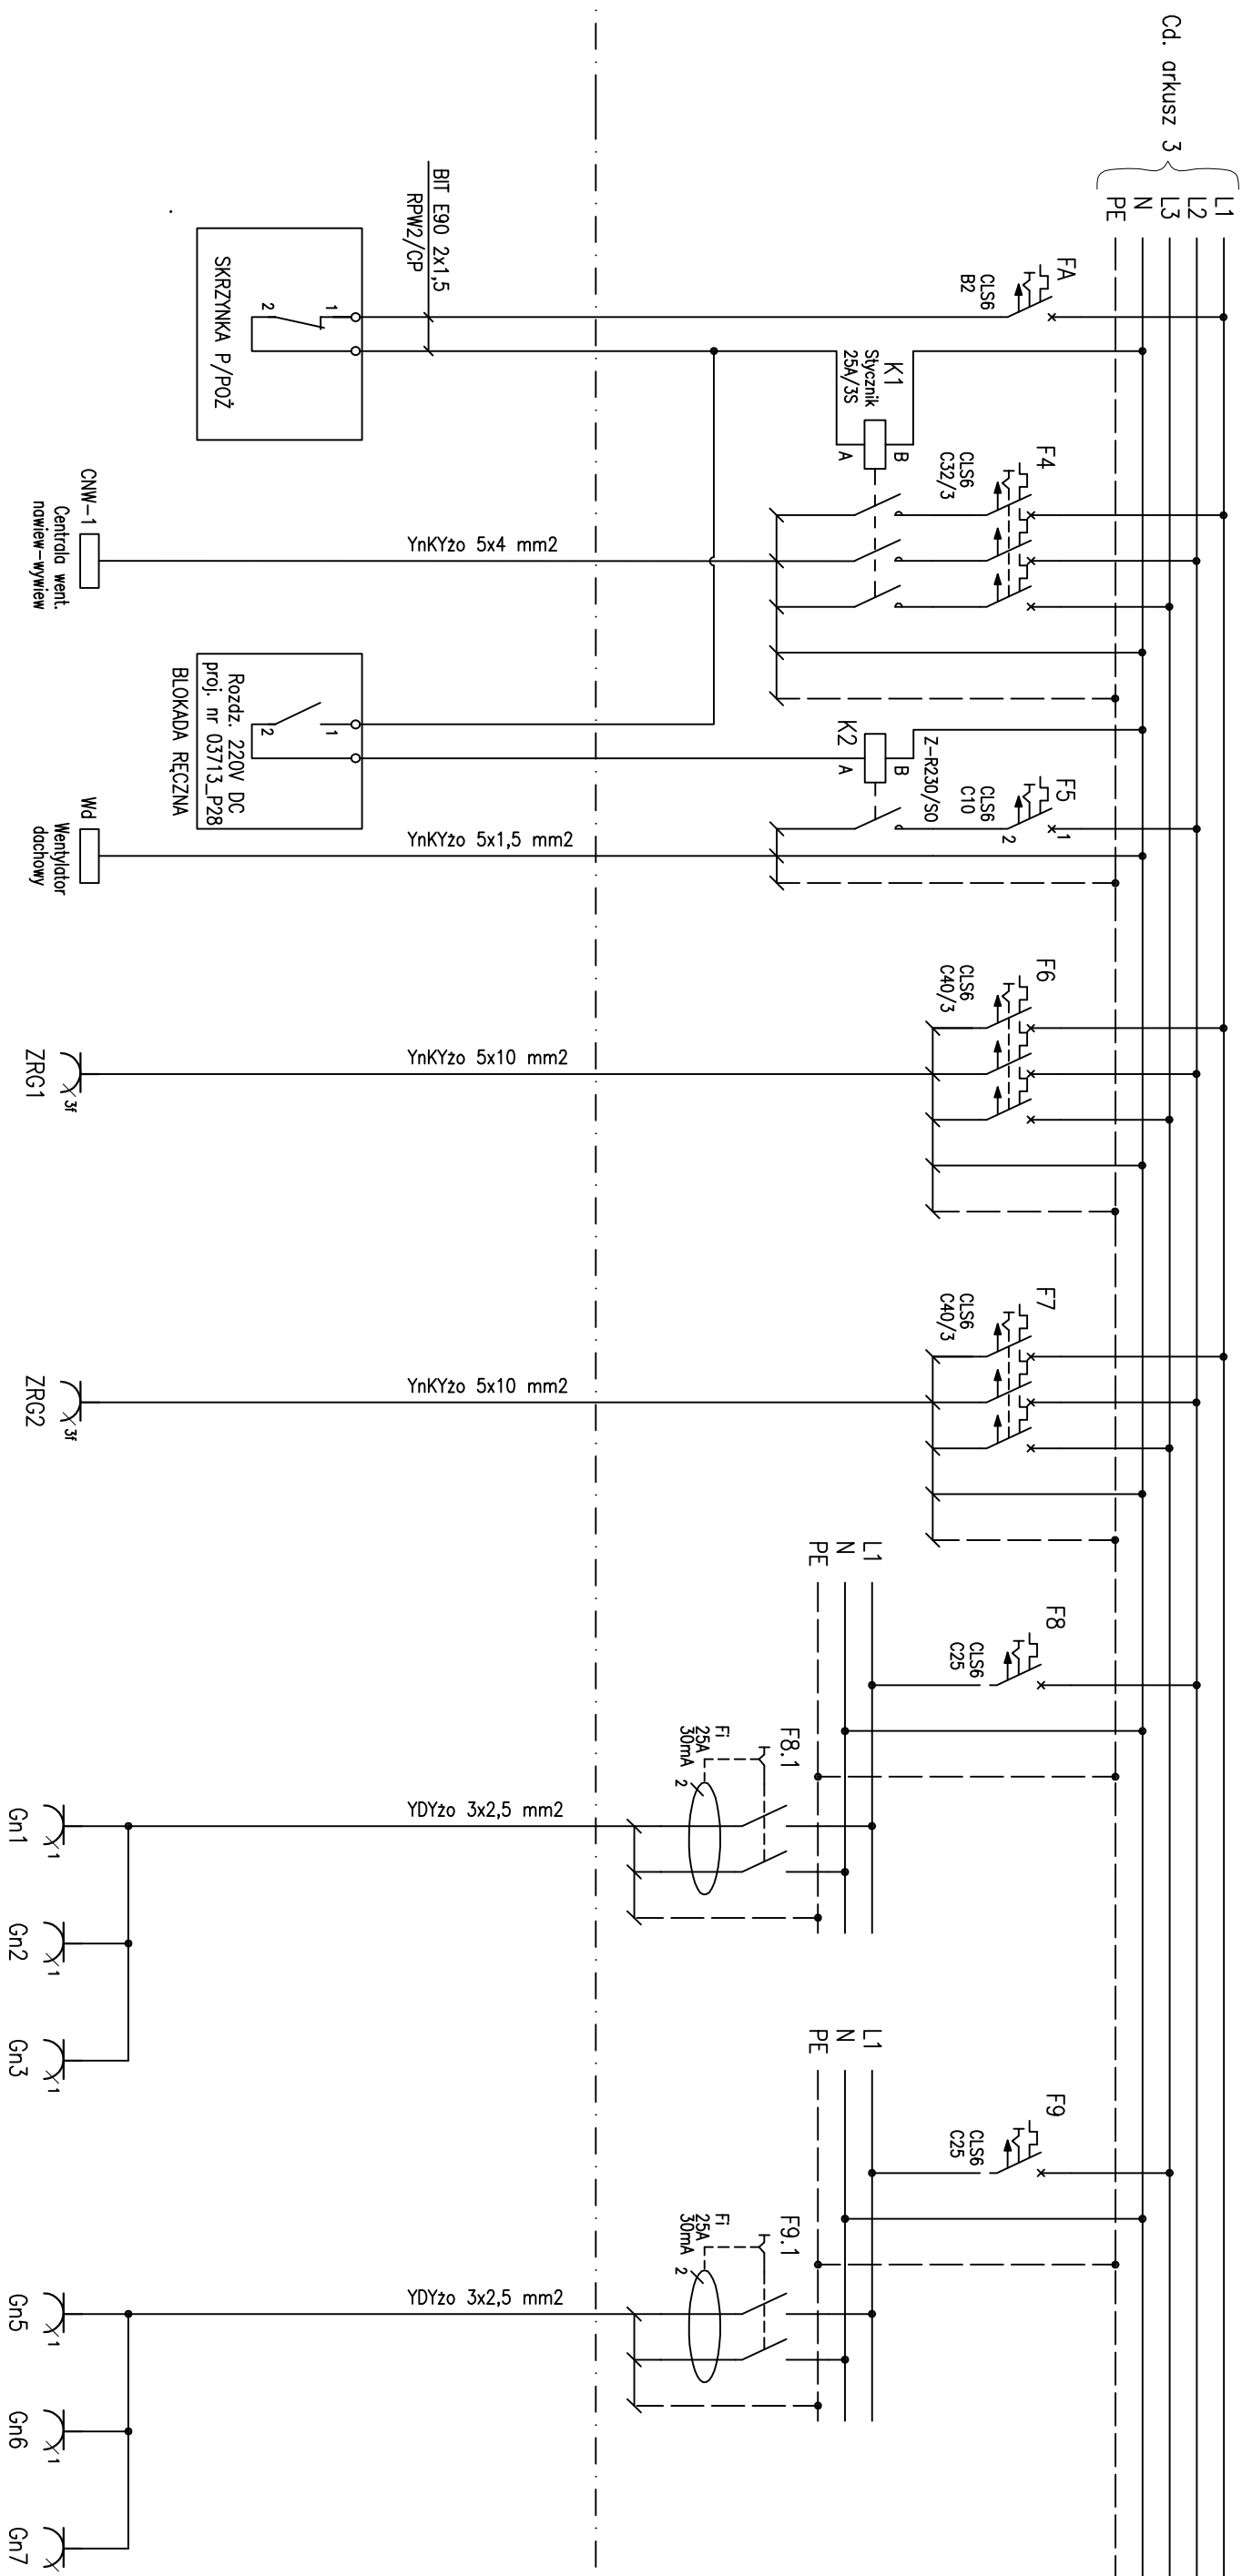 Cd. arkusz 3
L1
L2
L3
N
PE
FA
CLS6
B2
K1
Stycznik
25A/3S
B
A
BIT E90 2x1,5
RPW2/CP
1
2
SKRZYNKA P/POŻ
F4
CLS6
C32/3
YnKYżo 5x4 mm2
CNW-1
Centrala went.
nawiew-wywiew
K2
Z-R230/SO
B
A
1
2
Rozdz. 220V DC
proj. nr 03713_P28
BLOKADA RĘCZNA
F5
CLS6
C10
1
2
YnKYżo 5x1,5 mm2
Wd
Wentylator
dachowy
F6
CLS6
C40/3
YnKYżo 5x10 mm2
3f
ZRG1
F7
CLS6
C40/3
YnKYżo 5x10 mm2
3f
ZRG2
F8
CLS6
C25
L1
N
PE
F8.1
Fi
25A
30mA
2
YDYżo 3x2,5 mm2
1
1
1
Gn1
Gn2
Gn3
F9
CLS6
C25
L1
N
PE
F9.1
Fi
25A
30mA
2
YDYżo 3x2,5 mm2
1
1
Gn5
Gn6
Gn7